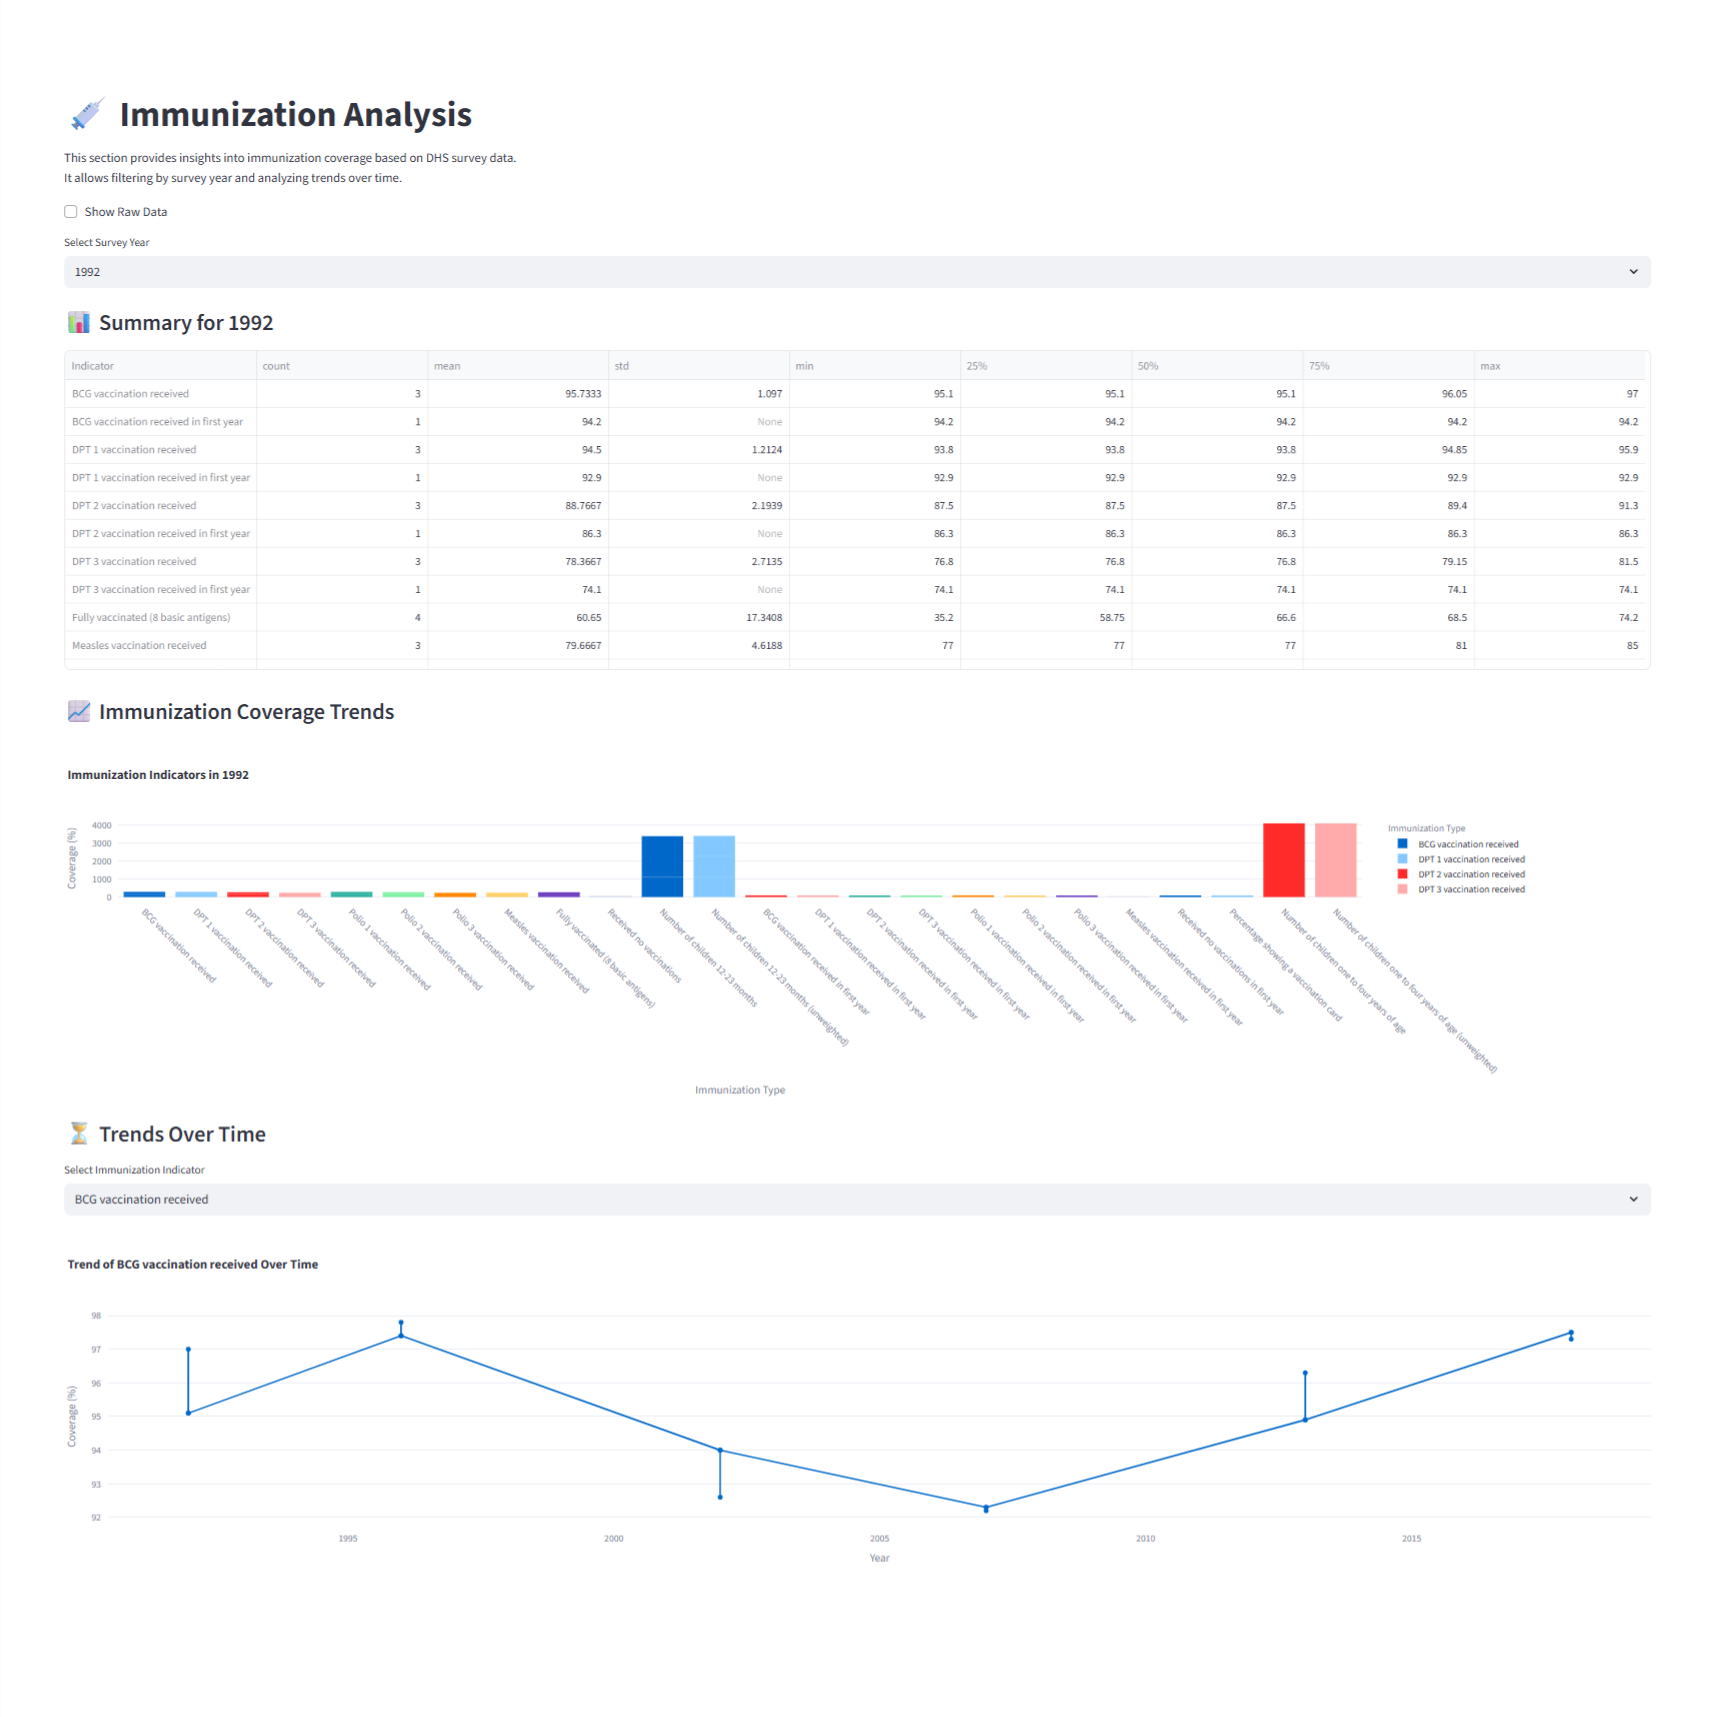 Immunization Analysis
This section provides insights into immunization coverage based on DHS survey data.
It allows filtering by survey year and analyzing trends over time.
Show Raw Data
Select Survey Year
1992
Summary for 1992
Indicator count mean std min 25% 50% 75% max
BCG vaccination received 3 95.7333 1.097 95.1 95.1 95.1 96.05 97
BCG vaccination received in first year 1 94.2 None 94.2 94.2 94.2 94.2 94.2
DPT 1 vaccination received 3 94.5 1.2124 93.8 93.8 93.8 94.85 95.9
DPT 1 vaccination received in first year 1 92.9 None 92.9 92.9 92.9 92.9 92.9
DPT 2 vaccination received 3 88.7667 2.1939 87.5 87.5 87.5 89.4 91.3
DPT 2 vaccination received in first year 1 86.3 None 86.3 86.3 86.3 86.3 86.3
DPT 3 vaccination received 3 78.3667 2.7135 76.8 76.8 76.8 79.15 81.5
DPT 3 vaccination received in first year 1 74.1 None 74.1 74.1 74.1 74.1 74.1
Fully vaccinated (8 basic antigens) 4 60.65 17.3408 35.2 58.75 66.6 68.5 74.2
Measles vaccination received 3 79.6667 4.6188 77 77 77 81 85
Immunization Coverage Trends
Immunization Indicators in 1992
Coverage (%)
4000
3000
2000
1000
0
Immunization Type
BCG vaccination received
DPT 1 vaccination received
DPT 2 vaccination received
DPT 3 vaccination received
BCG vaccination received
DPT 1 vaccination received
DPT 2 vaccination received
DPT 3 vaccination received
Polio 1 vaccination received
Polio 2 vaccination received
Polio 3 vaccination received
Measles vaccination received
Fully vaccinated (8 basic antigens)
Received no vaccinations
Number of children 12-23 months
Number of children 12-23 months (unweighted)
BCG vaccination received in first year
DPT 1 vaccination received in first year
DPT 2 vaccination received in first year
DPT 3 vaccination received in first year
Polio 1 vaccination received in first year
Polio 2 vaccination received in first year
Polio 3 vaccination received in first year
Measles vaccination received in first year
Received no vaccinations in first year
Percentage showing a vaccination card
Number of children one to four years of age
Number of children one to four years of age (unweighted)
Immunization Type
Trends Over Time
Select Immunization Indicator
BCG vaccination received
Trend of BCG vaccination received Over Time
Coverage (%)
98
97
96
95
94
93
92
1995 2000 2005 2010 2015
Year